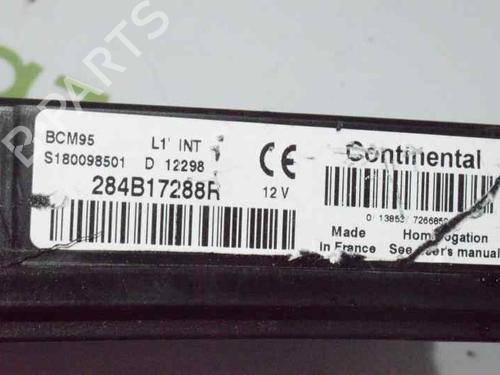 B-PARTS
BCM95 L1' INT
S180098501 D 12298
284B17288R
CE
12 V
Continental
Made in France
Homologation
See user's manual